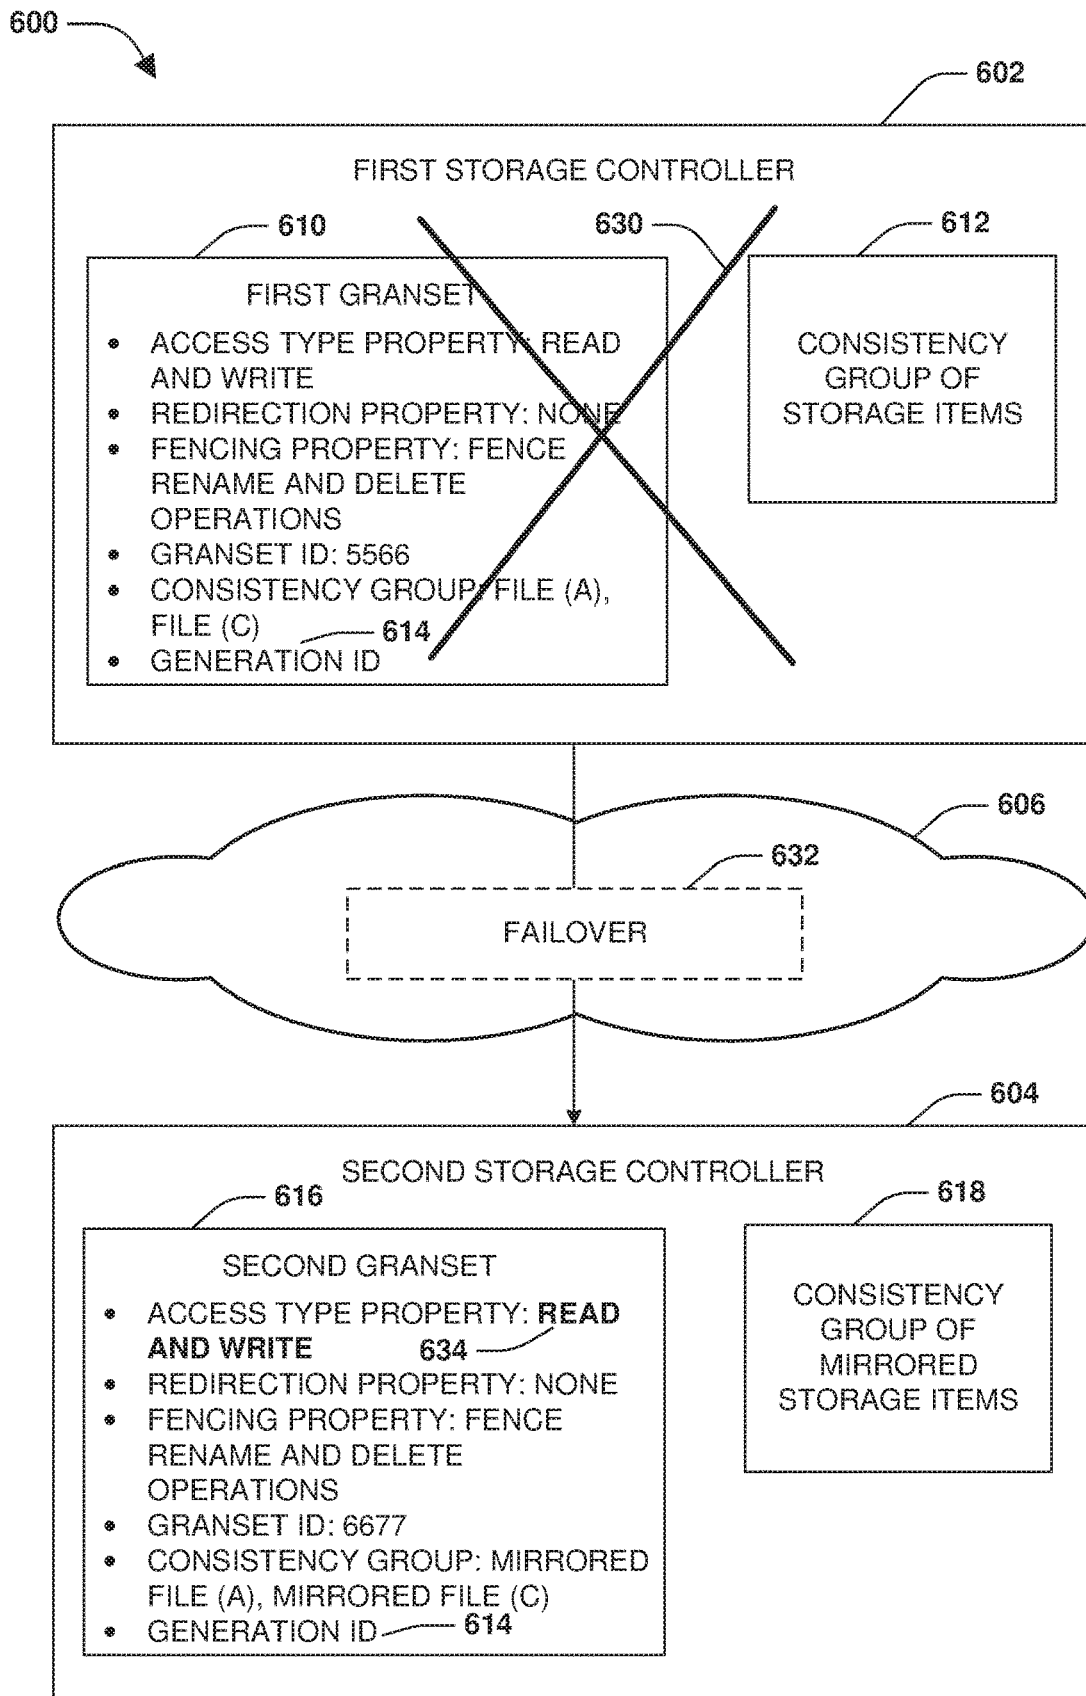 600
602
FIRST STORAGE CONTROLLER
610
630
612
FIRST GRANSET
• ACCESS TYPE PROPERTY: READ
AND WRITE
• REDIRECTION PROPERTY: NONE
• FENCING PROPERTY: FENCE
RENAME AND DELETE
OPERATIONS
• GRANSET ID: 5566
• CONSISTENCY GROUP: FILE (A),
FILE (C)
614
• GENERATION ID
CONSISTENCY
GROUP OF
STORAGE ITEMS
606
632
FAILOVER
604
SECOND STORAGE CONTROLLER
616
618
SECOND GRANSET
• ACCESS TYPE PROPERTY: READ
AND WRITE
634
• REDIRECTION PROPERTY: NONE
• FENCING PROPERTY: FENCE
RENAME AND DELETE
OPERATIONS
• GRANSET ID: 6677
• CONSISTENCY GROUP: MIRRORED
FILE (A), MIRRORED FILE (C)
• GENERATION ID
614
CONSISTENCY
GROUP OF
MIRRORED
STORAGE ITEMS